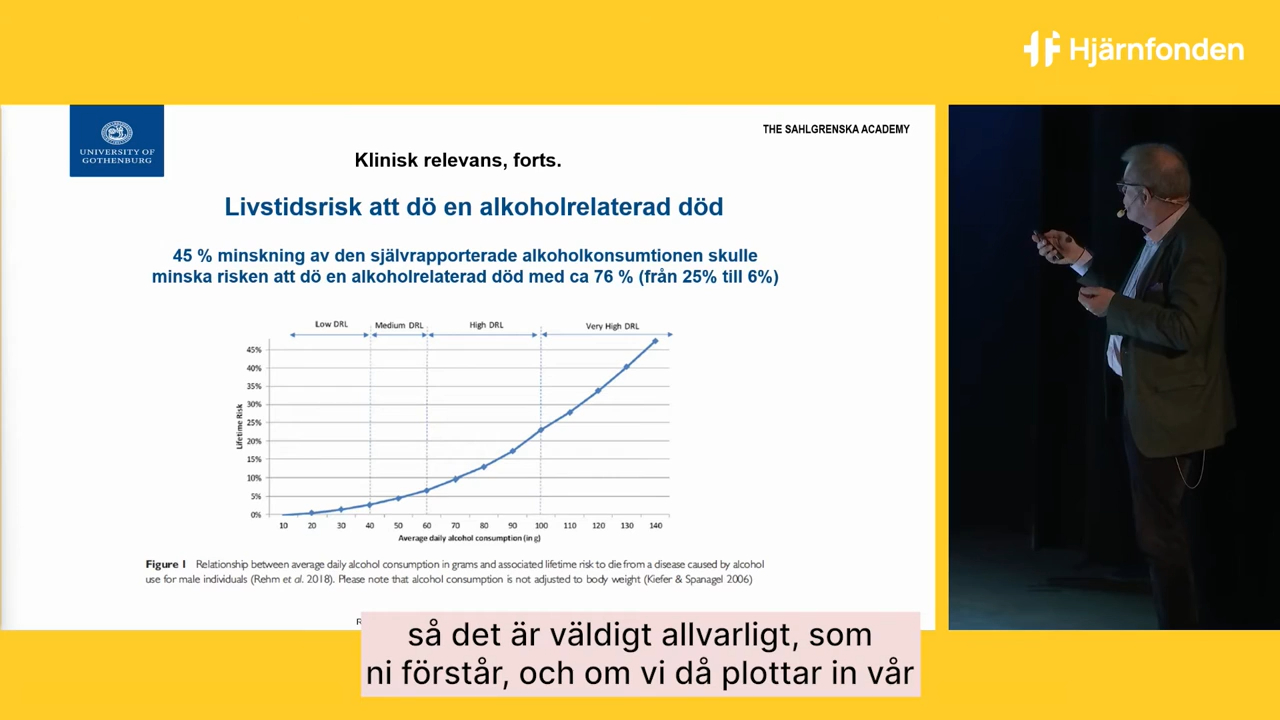 Hjärnfonden
UNIVERSITY OF
GOTHENBURG
THE SAHLGRENSKA ACADEMY
Klinisk relevans, forts.
Livstidsrisk att dö en alkoholrelaterad död
45 % minskning av den självrapporterade alkoholkonsumtionen skulle
minska risken att dö en alkoholrelaterad död med ca 76 % (från 25% till 6%)
Low DRL Medium DRL High DRL Very High DRL
45%
40%
35%
30%
25%
20%
15%
10%
5%
0%
Lifetime Risk
10 20 30 40 50 60 70 80 90 100 110 120 130 140
Average daily alcohol consumption (in g)
Figure 1 Relationship between average daily alcohol consumption in grams and associated lifetime risk to die from a disease caused by alcohol
use for male individuals (Rehm et al. 2018). Please note that alcohol consumption is not adjusted to body weight (Kiefer & Spanagel 2006)
så det är väldigt allvarligt, som
ni förstår, och om vi då plottar in vår